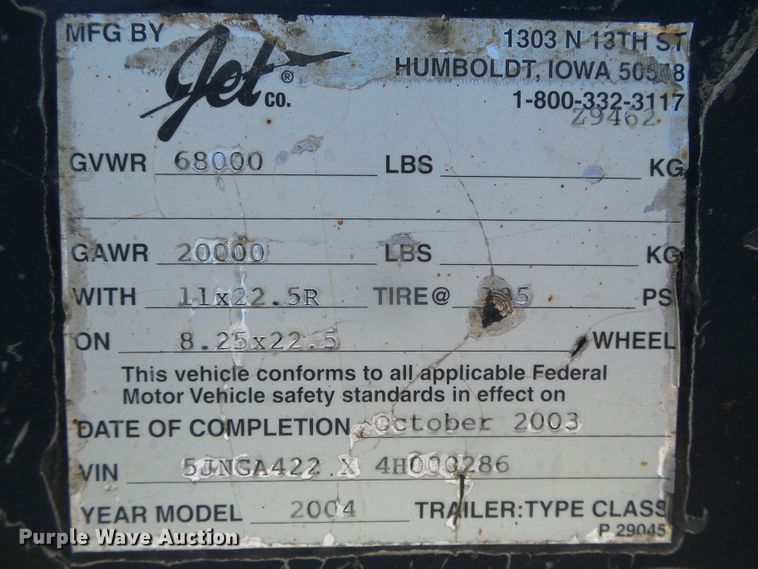 MFG BY Jet ® CO. 1303 N 13TH ST
HUMBOLDT, IOWA
1-800-332-3117
Z9462
GVWR 68000 LBS KG
GAWR 20000 LBS KG
WITH 11x22.5R TIRE@ PS
ON 8.25x22.5 WHEEL
This vehicle conforms to all applicable Federal
Motor Vehicle safety standards in effect on
DATE OF COMPLETION October 2003
VIN 5JNGA422 X 4H000286
YEAR MODEL 2004 TRAILER:TYPE CLASS
P 29045
Purple Wave Auction